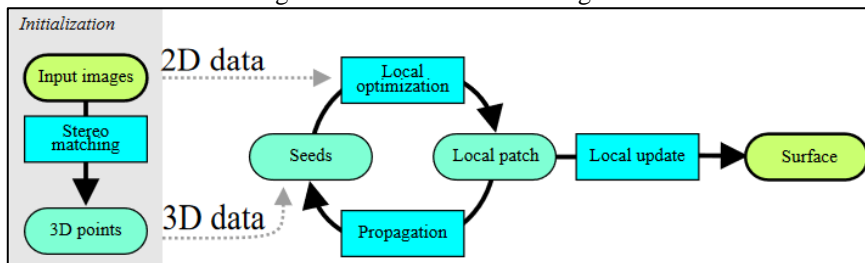 Initialization
Input images
Stereo
matching
3D points
2D data
3D data
Local
optimization
Seeds
Local patch
Propagation
Local update
Surface